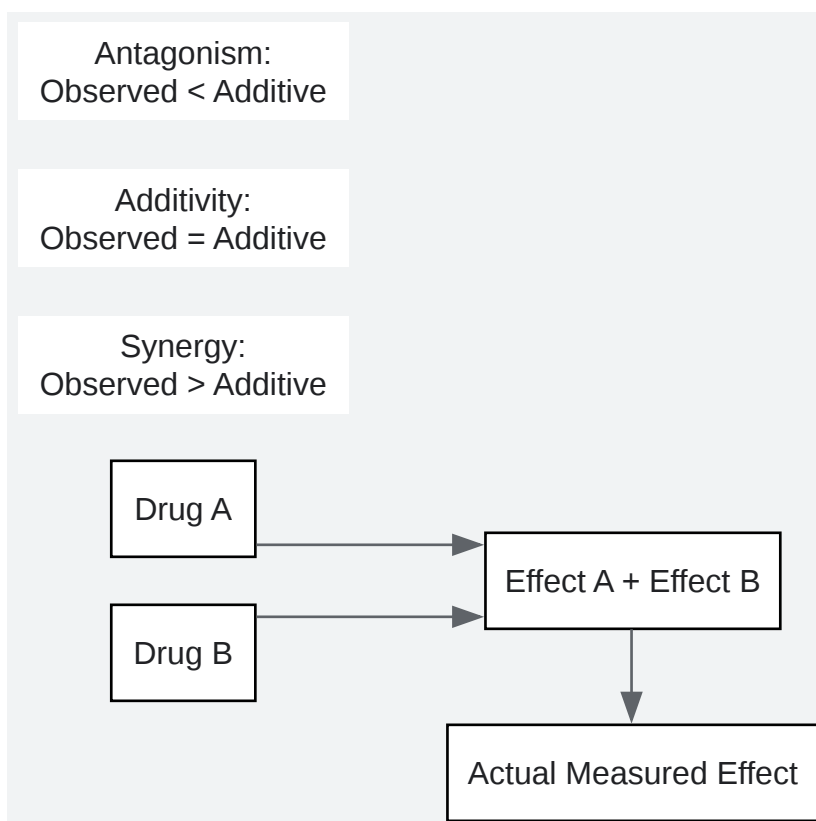 Antagonism:
Observed < Additive
Additivity:
Observed = Additive
Synergy:
Observed > Additive
Drug A
Effect A + Effect B
Drug B
Actual Measured Effect